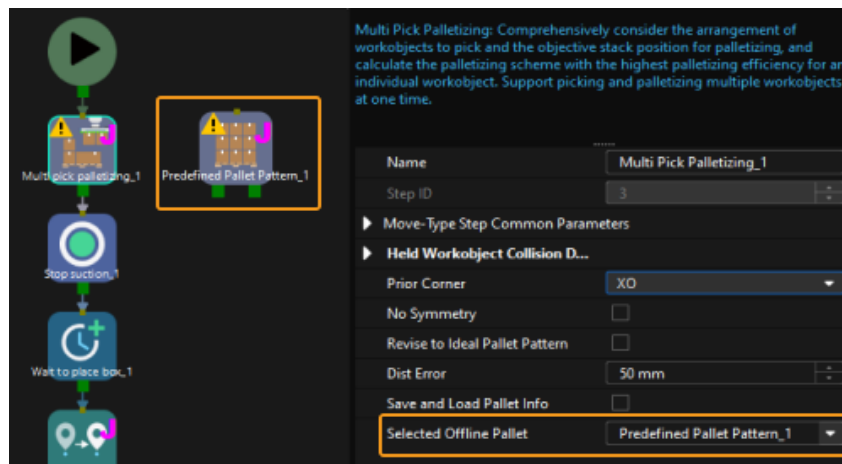 Multi Pick Palletizing: Comprehensively consider the arrangement of
workobjects to pick and the objective stack position for palletizing, and
calculate the palletizing scheme with the highest palletizing efficiency for an
individual workobject. Support picking and palletizing multiple workobjects
at one time.
Multi pick palletizing_1
Predefined Pallet Pattern_1
Stop suction_1
Wait to place box_1
Name
Multi Pick Palletizing_1
Step ID
3
Move-Type Step Common Parameters
Held Workobject Collision D...
Prior Corner
XO
No Symmetry
Revise to Ideal Pallet Pattern
Dist Error
50 mm
Save and Load Pallet Info
Selected Offline Pallet
Predefined Pallet Pattern_1